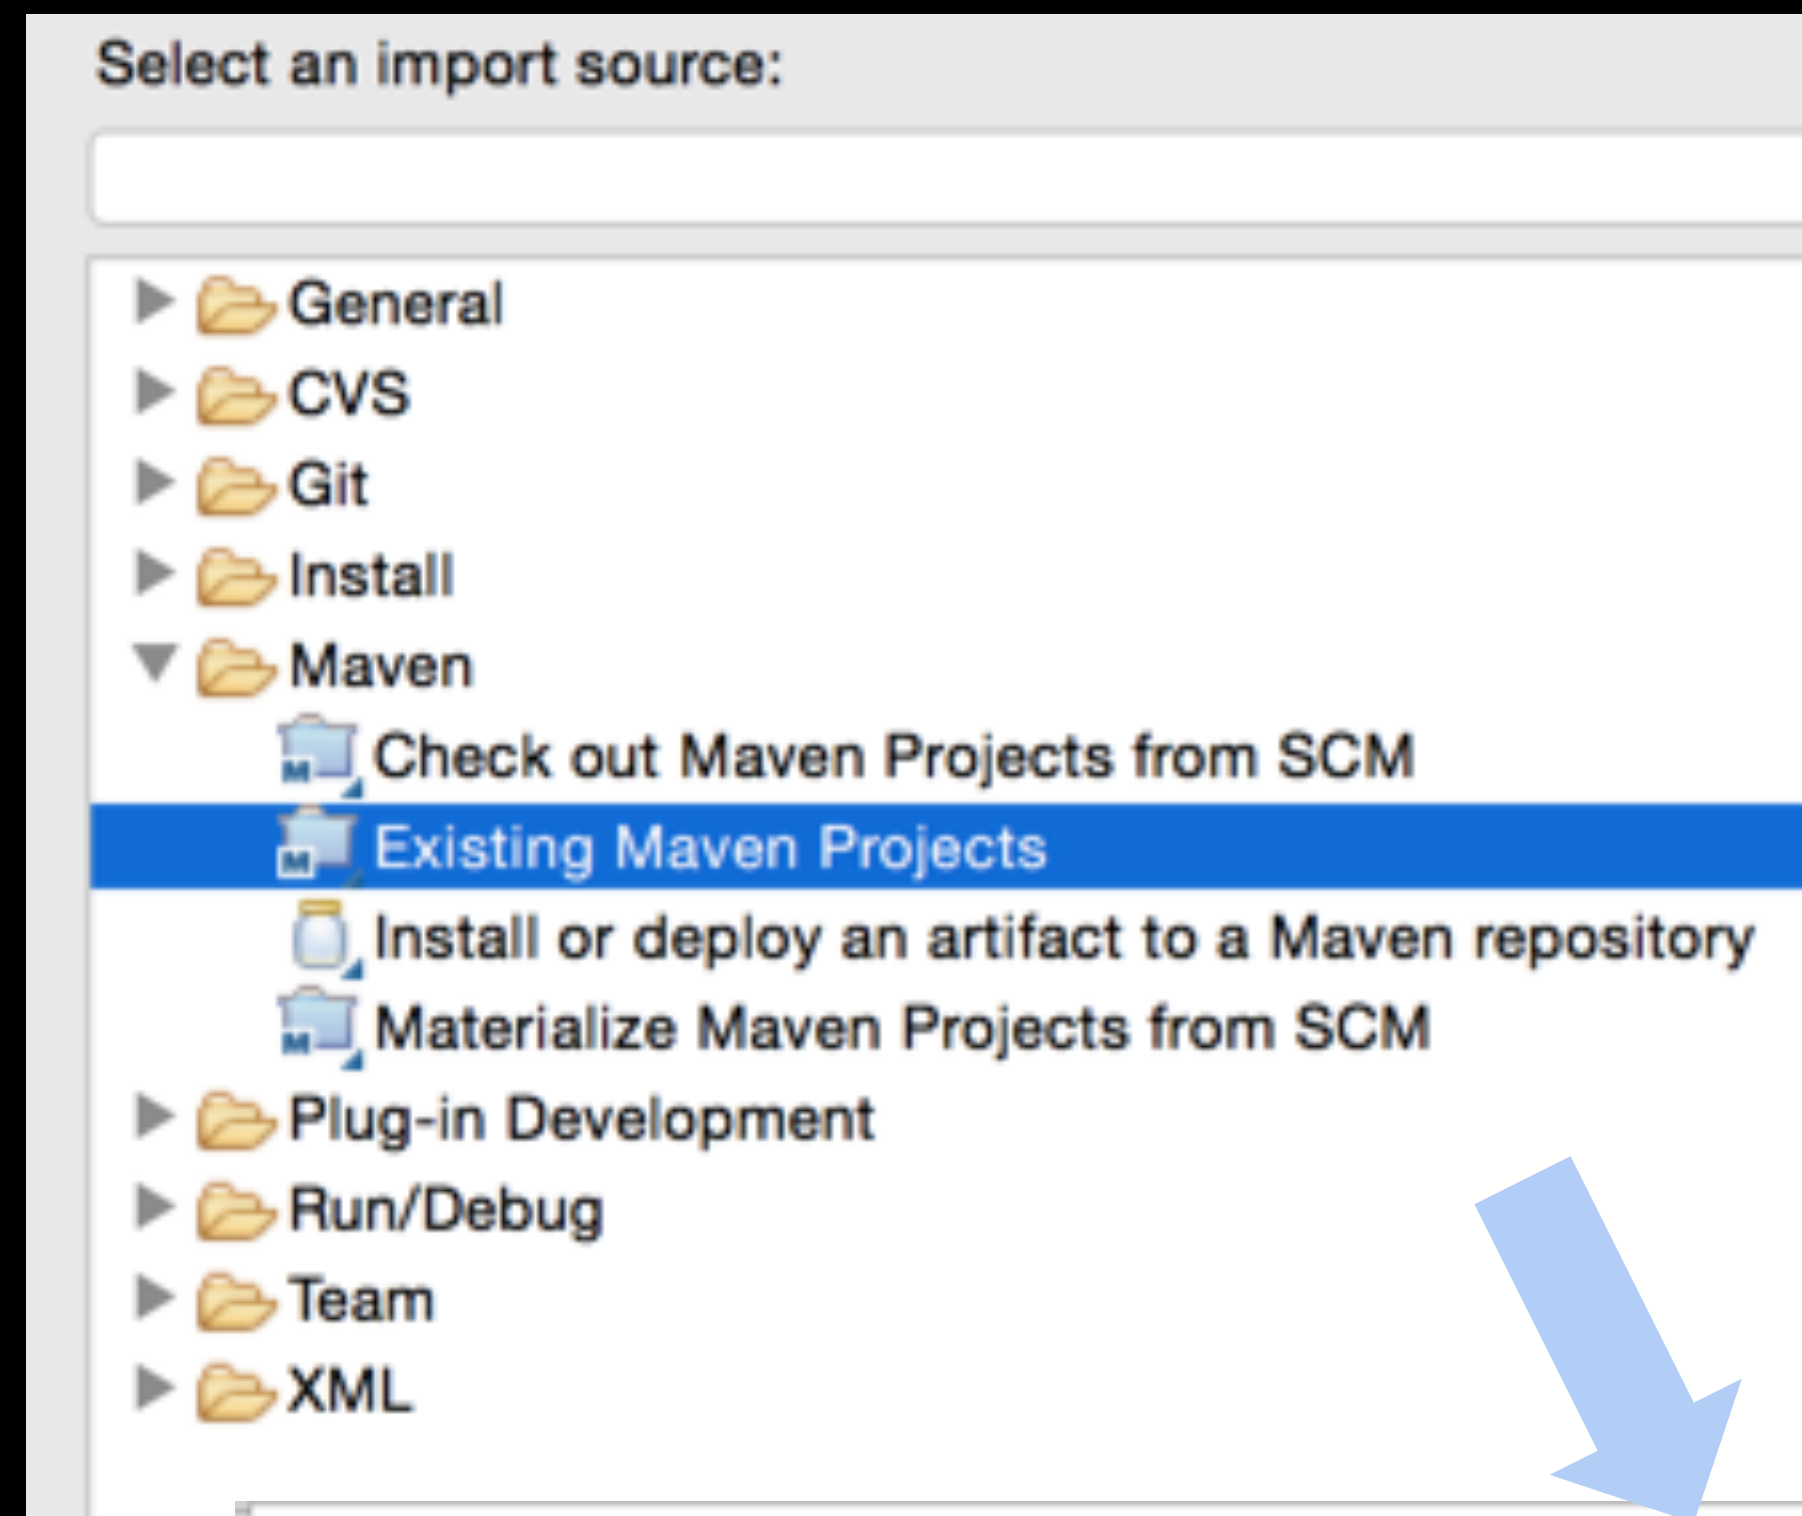 Select an import source:
General
CVS
Git
Install
Maven
Check out Maven Projects from SCM
Existing Maven Projects
Install or deploy an artifact to a Maven repository
Materialize Maven Projects from SCM
Plug-in Development
Run/Debug
Team
XML